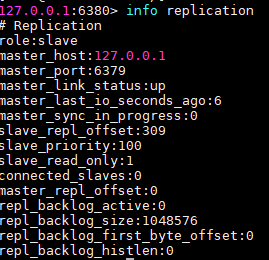 127.0.0.1:6380> info replication
# Replication
role:slave
master_host:127.0.0.1
master_port:6379
master_link_status:up
master_last_io_seconds_ago:6
master_sync_in_progress:0
slave_repl_offset:309
slave_priority:100
slave_read_only:1
connected_slaves:0
master_repl_offset:0
repl_backlog_active:0
repl_backlog_size:1048576
repl_backlog_first_byte_offset:0
repl_backlog_histlen:0